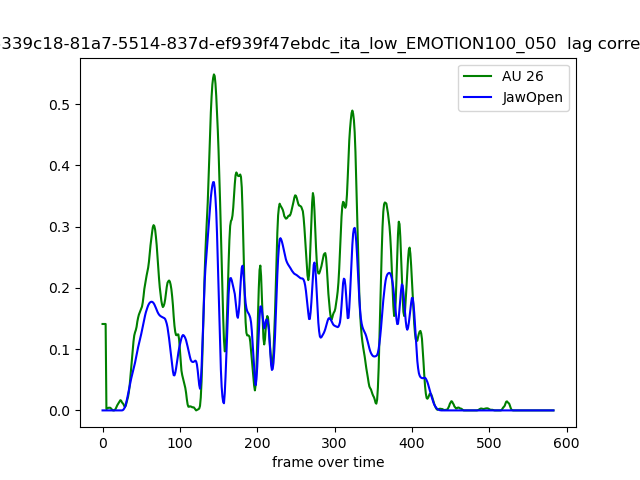 339c18-81a7-5514-837d-ef939f47ebdc_ita_low_EMOTION100_050 lag corre
AU 26
JawOpen
0.5
0.4
0.3
0.2
0.1
0.0
0 100 200 300 400 500 600
frame over time